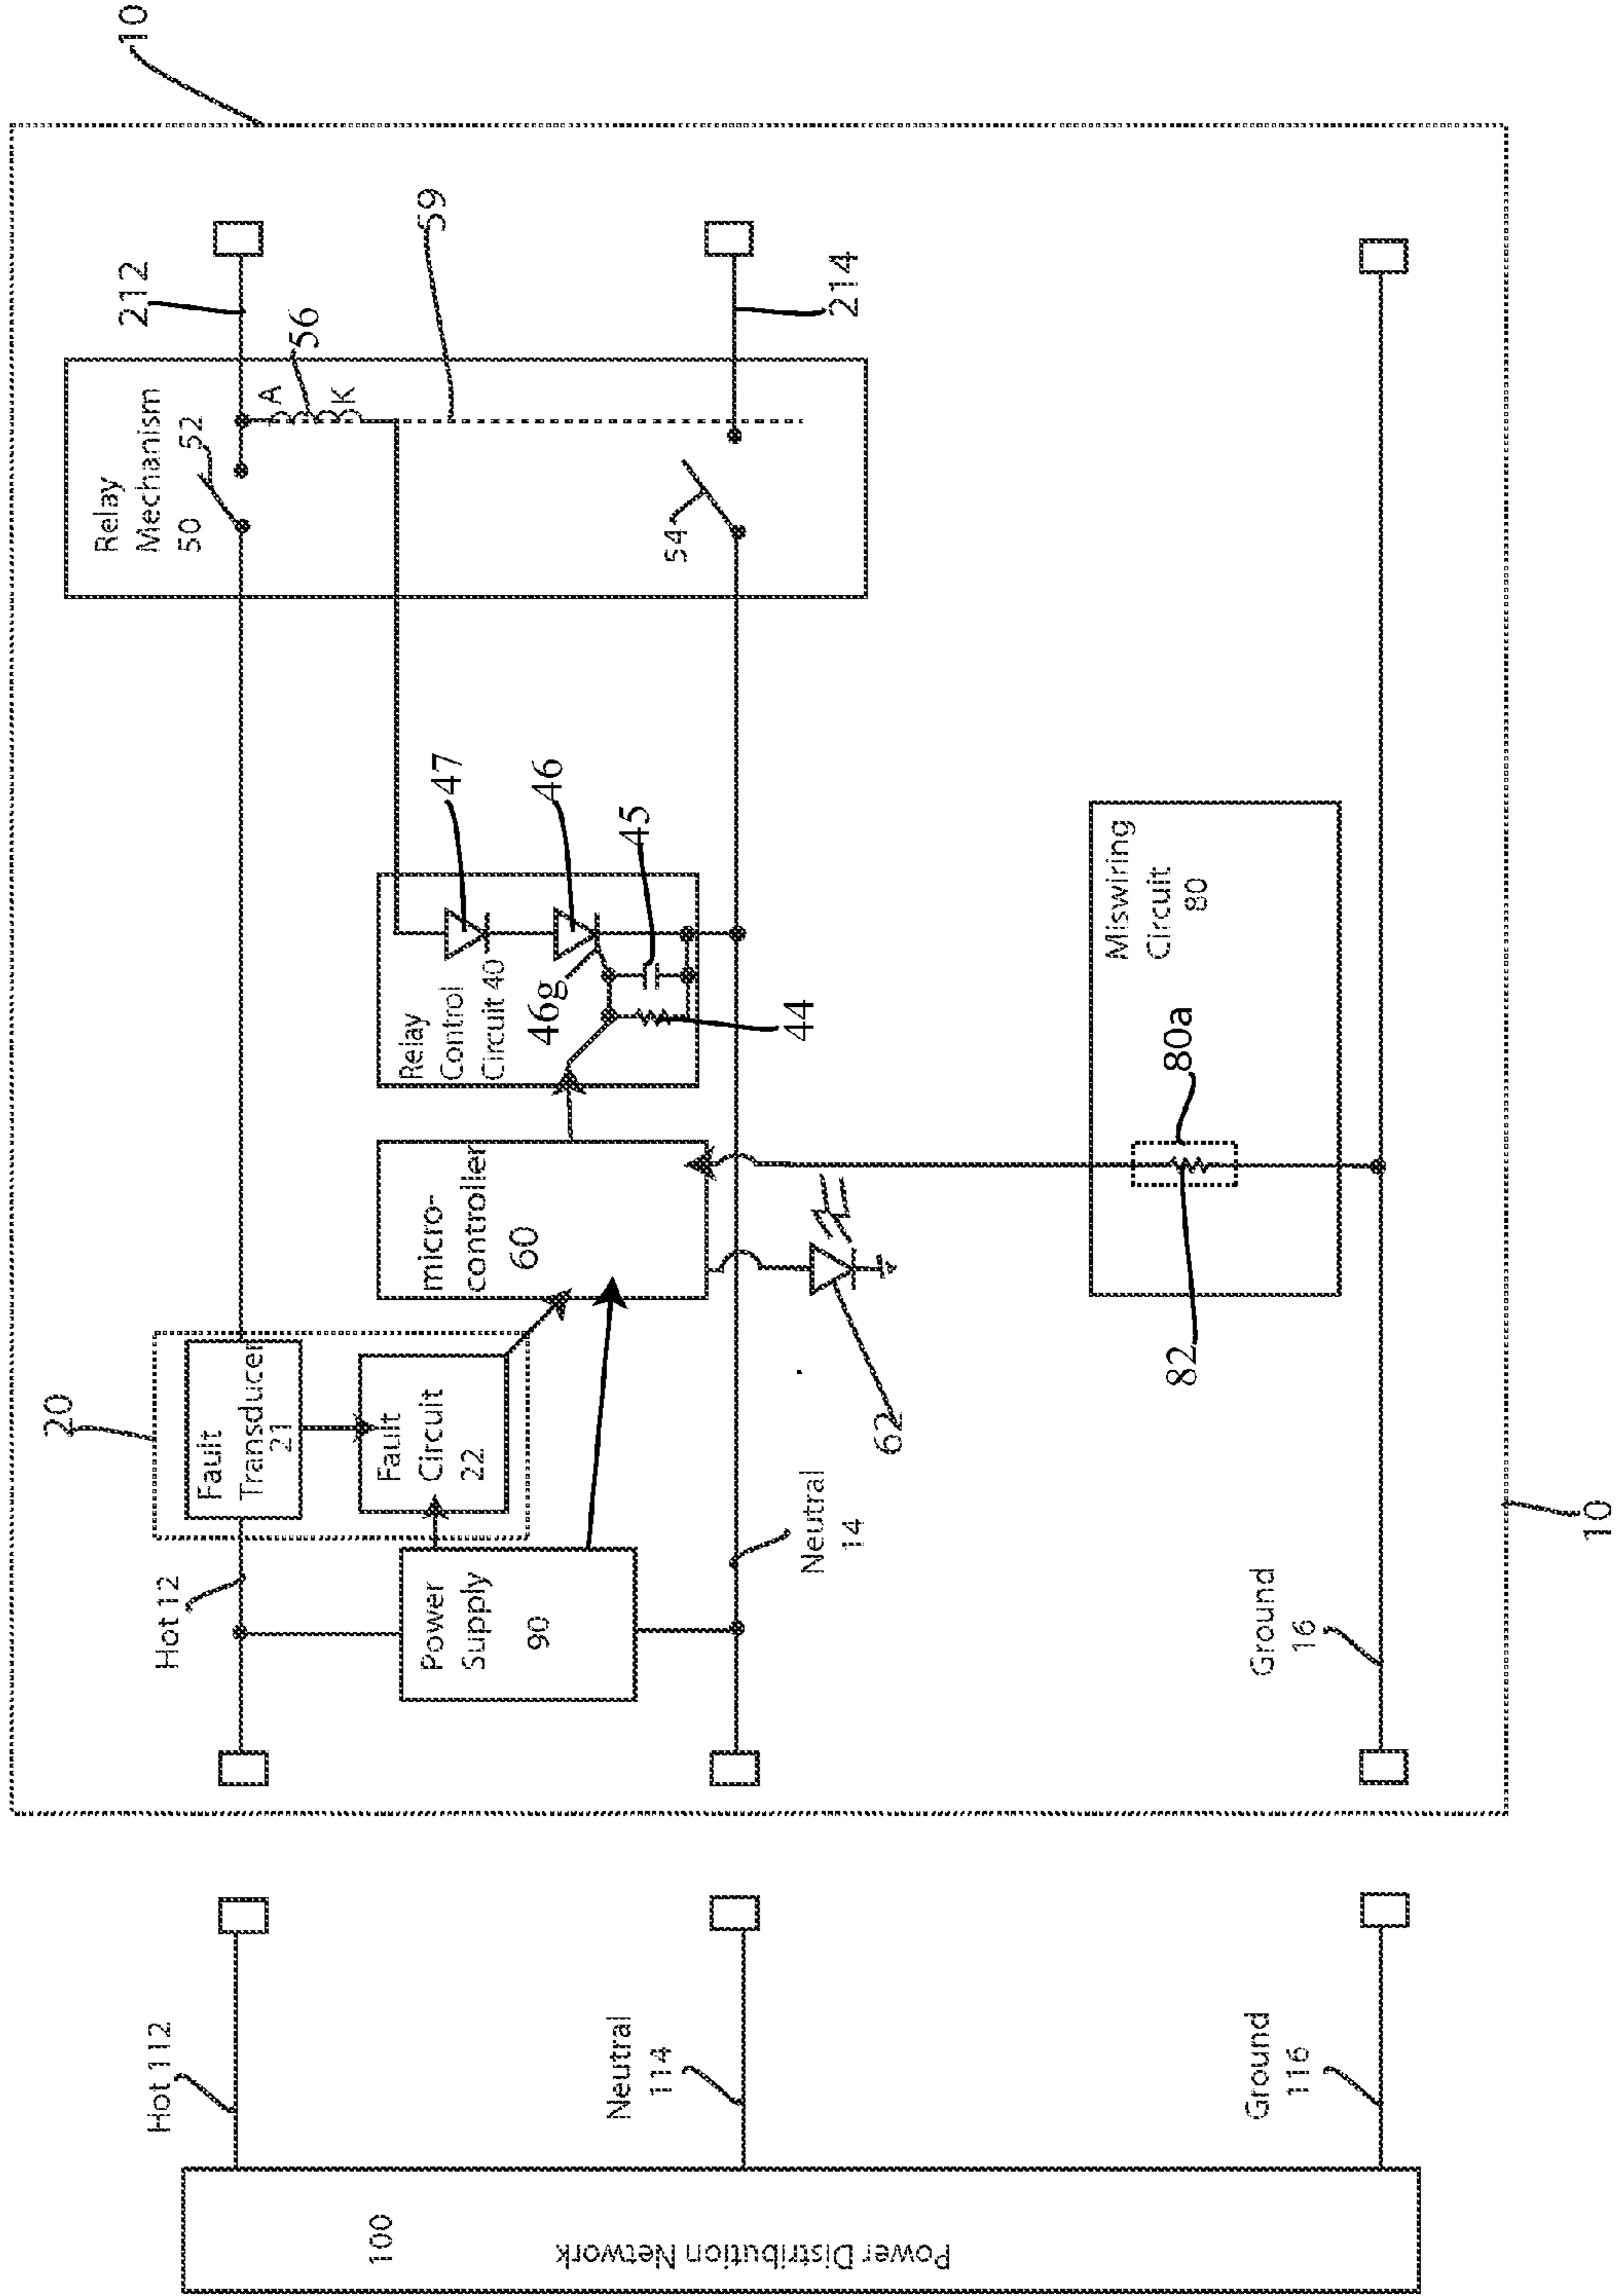 10
212
56
59
214
A
K
Relay
Mechanism
50
52
54
47
46
45
44
46g
Relay
Control
Circuit 40
micro-
controller
60
62
Miswiring
Circuit
80
80a
82
20
Fault
Transducer
21
Fault
Circuit
22
Hot 12
Power
Supply
90
Neutral
14
Ground
16
10
Hot 112
Neutral
114
Ground
116
100
Power Distribution Network